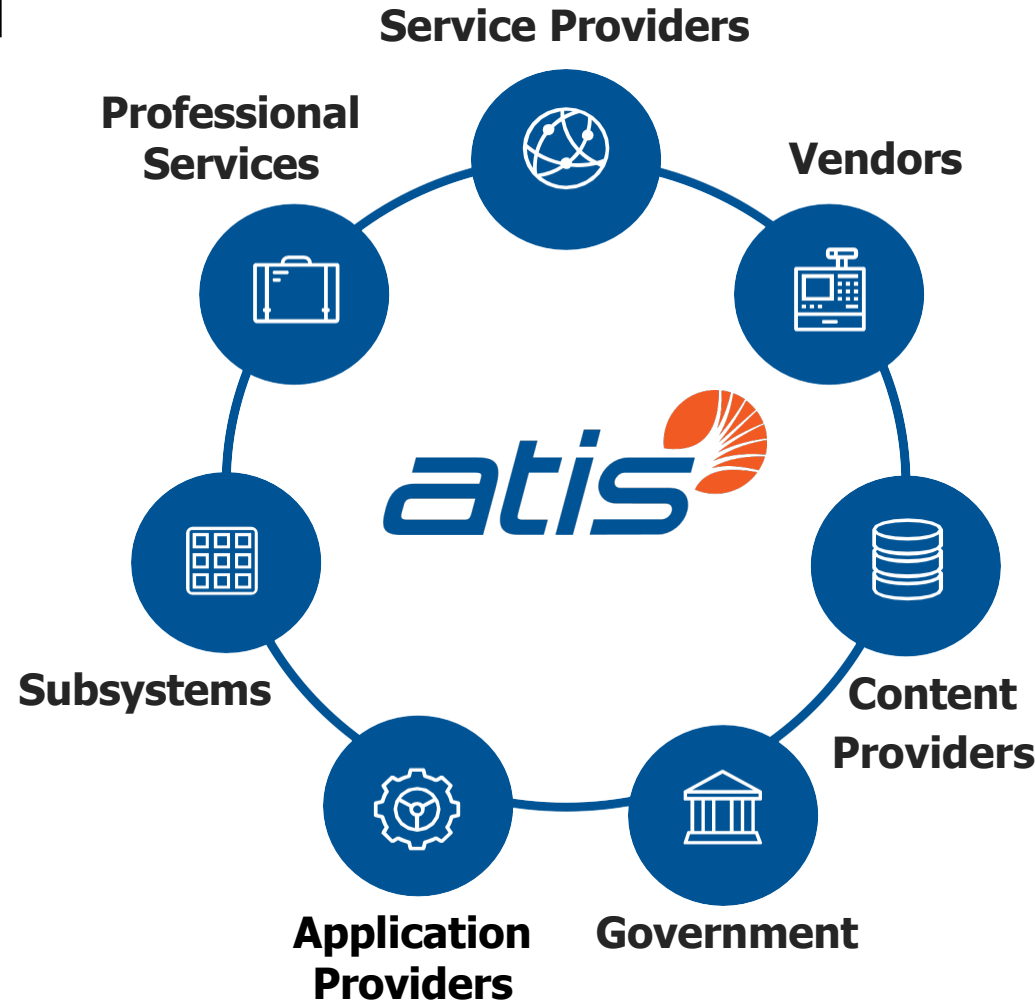 Service Providers
Professional
Services
Vendors
atis
Subsystems
Content
Providers
Application
Providers
Government